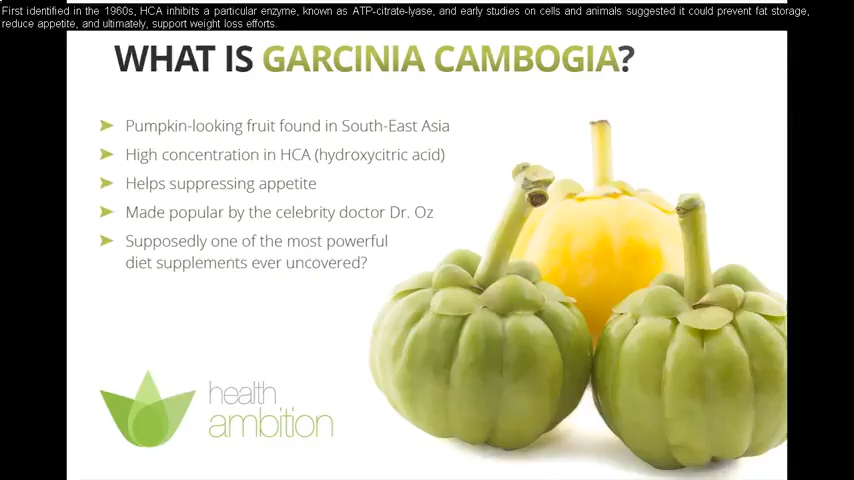 First identified in the 1960s, HCA inhibits a particular enzyme, known as ATP-citrate-lyase, and early studies on cells and animals suggested it could prevent fat storage,
reduce appetite, and ultimately, support weight loss efforts.
WHAT IS GARCINIA CAMBOGIA?
Pumpkin-looking fruit found in South-East Asia
High concentration in HCA (hydroxycitric acid)
Helps suppressing appetite
Made popular by the celebrity doctor Dr. Oz
Supposedly one of the most powerful
diet supplements ever uncovered?
health
ambition